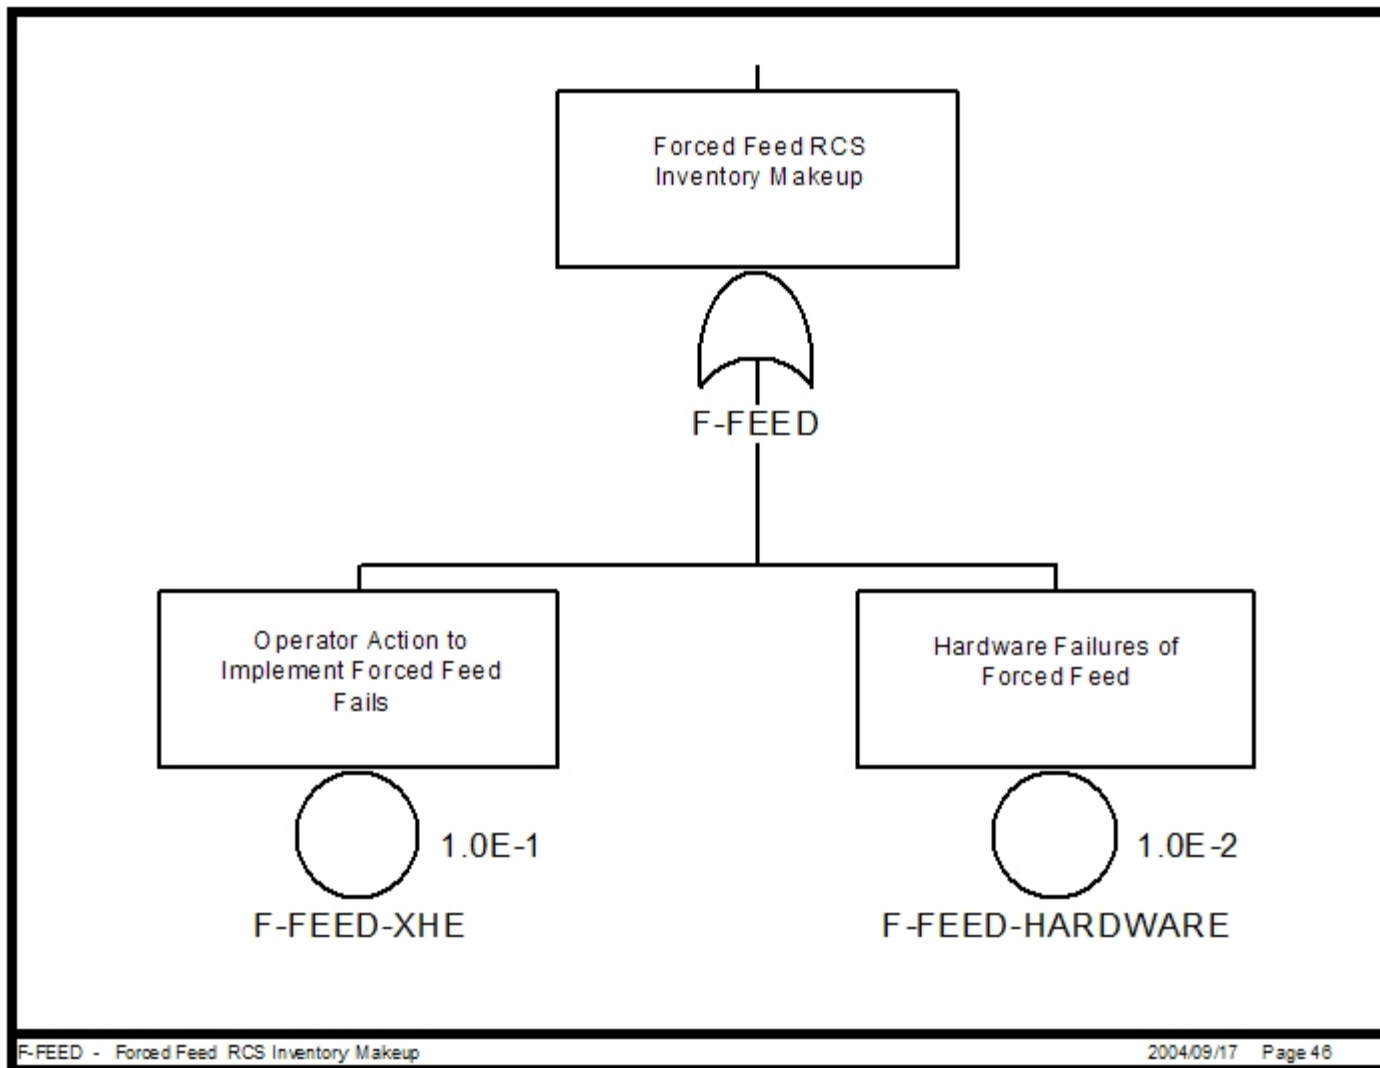 Forced Feed RCS
Inventory Makeup
F-FEED
Operator Action to
Implement Forced Feed
Fails
Hardware Failures of
Forced Feed
1.0E-1
1.0E-2
F-FEED-XHE
F-FEED-HARDWARE
F-FEED - Forced Feed RCS Inventory Makeup
2004/09/17 Page 46